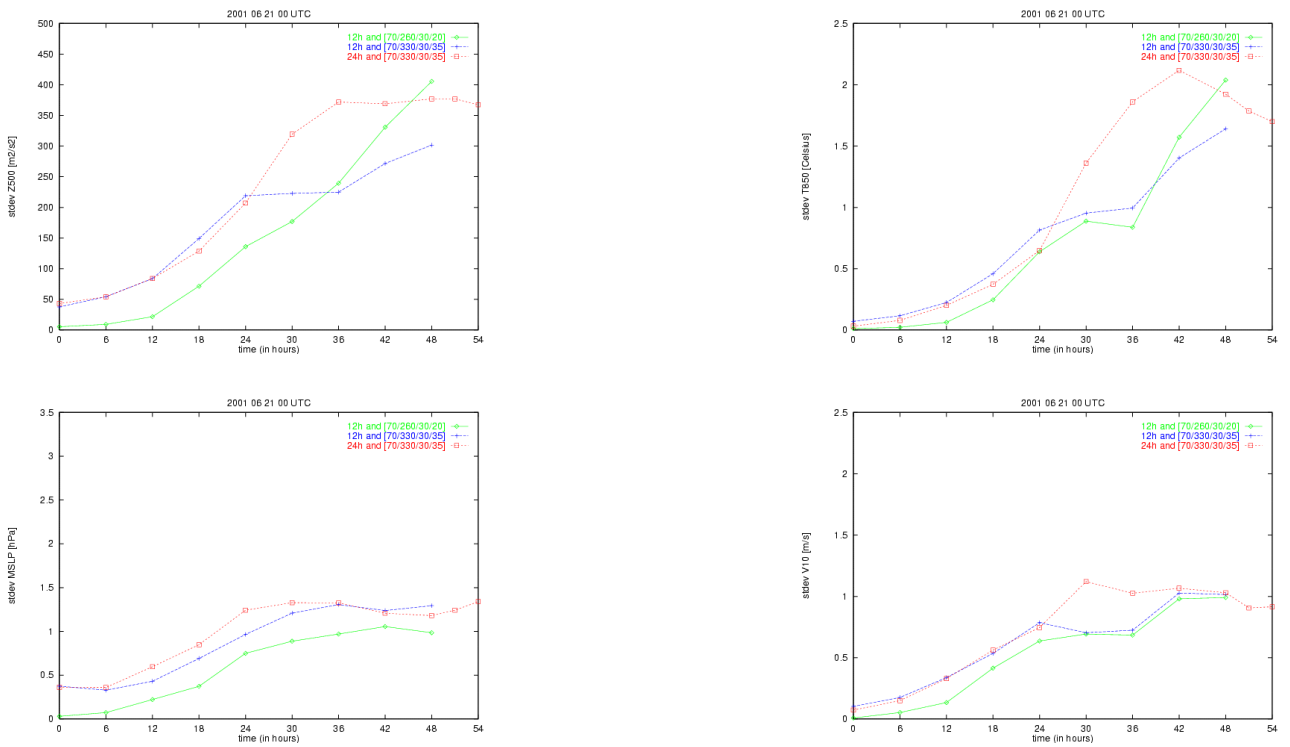 2001 06 21 00 UTC
500
450
400
350
300
250
200
150
100
50
0
stdev Z500 [m2/s2]
12h and [70/260/30/20]
12h and [70/330/30/35]
24h and [70/330/30/35]
0 6 12 18 24 30 36 42 48 54
time (in hours)
2001 06 21 00 UTC
2.5
2
1.5
1
0.5
0
stdev T850 [Celsius]
12h and [70/260/30/20]
12h and [70/330/30/35]
24h and [70/330/30/35]
0 6 12 18 24 30 36 42 48 54
time (in hours)
2001 06 21 00 UTC
3.5
3
2.5
2
1.5
1
0.5
0
stdev MSLP [hPa]
12h and [70/260/30/20]
12h and [70/330/30/35]
24h and [70/330/30/35]
0 6 12 18 24 30 36 42 48 54
time (in hours)
2001 06 21 00 UTC
2.5
2
1.5
1
0.5
0
stdev V10 [m/s]
12h and [70/260/30/20]
12h and [70/330/30/35]
24h and [70/330/30/35]
0 6 12 18 24 30 36 42 48 54
time (in hours)